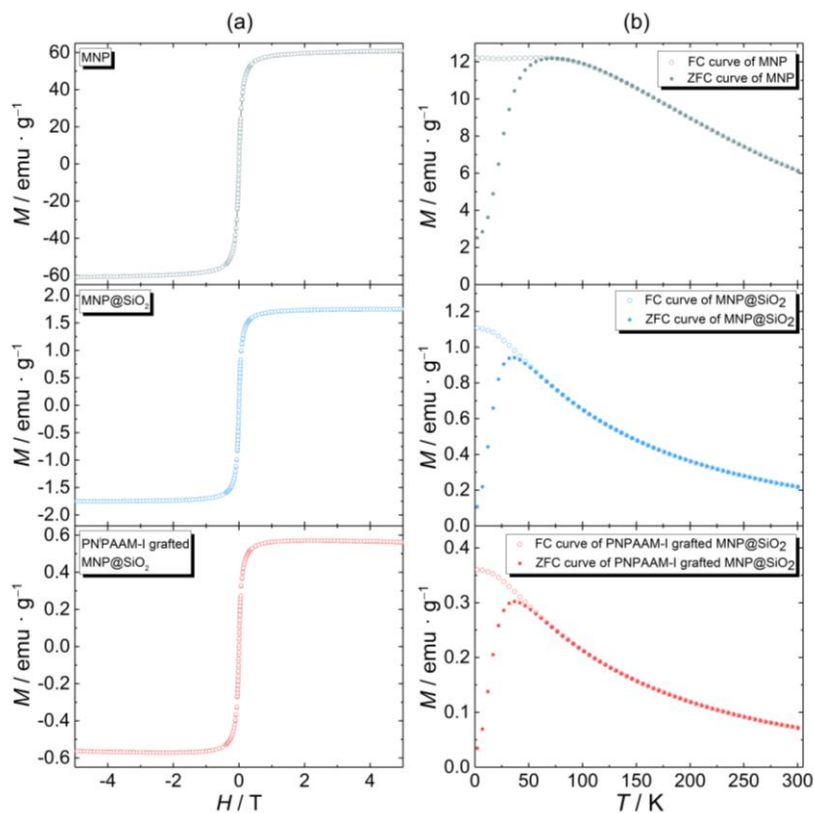 (a)
(b)
MNP
M / emu · g⁻¹
60
40
20
0
-20
-40
-60
FC curve of MNP
ZFC curve of MNP
M / emu · g⁻¹
12
10
8
6
4
2
0
MNP@SiO₂
M / emu · g⁻¹
2.0
1.5
1.0
0.5
0.0
-0.5
-1.0
-1.5
-2.0
FC curve of MNP@SiO₂
ZFC curve of MNP@SiO₂
M / emu · g⁻¹
1.2
1.0
0.8
0.6
0.4
0.2
0.0
PNPAAM-I grafted
MNP@SiO₂
M / emu · g⁻¹
0.6
0.4
0.2
0.0
-0.2
-0.4
-0.6
-4 -2 0 2 4
H / T
FC curve of PNPAAM-I grafted MNP@SiO₂
ZFC curve of PNPAAM-I grafted MNP@SiO₂
M / emu · g⁻¹
0.4
0.3
0.2
0.1
0.0
0 50 100 150 200 250 300
T / K